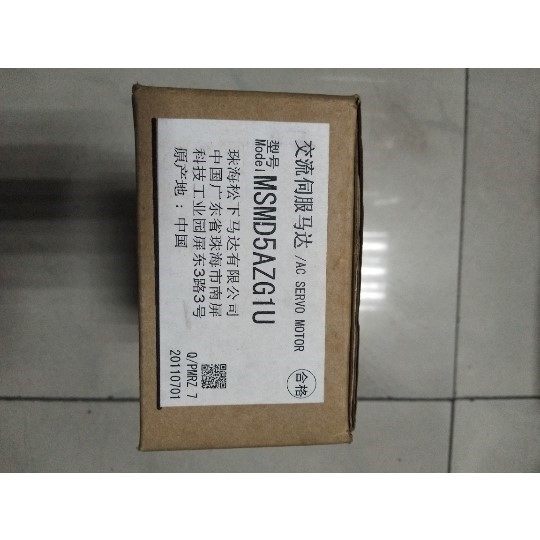 交流伺服马达 /AC SERVO MOTOR
型号
Model MSMD5AZG1U
合格
珠海松下马达有限公司
中国广东省珠海市南屏
科技工业园屏东3路3号
原产地：中国
Q/PMRZ 7
20110701